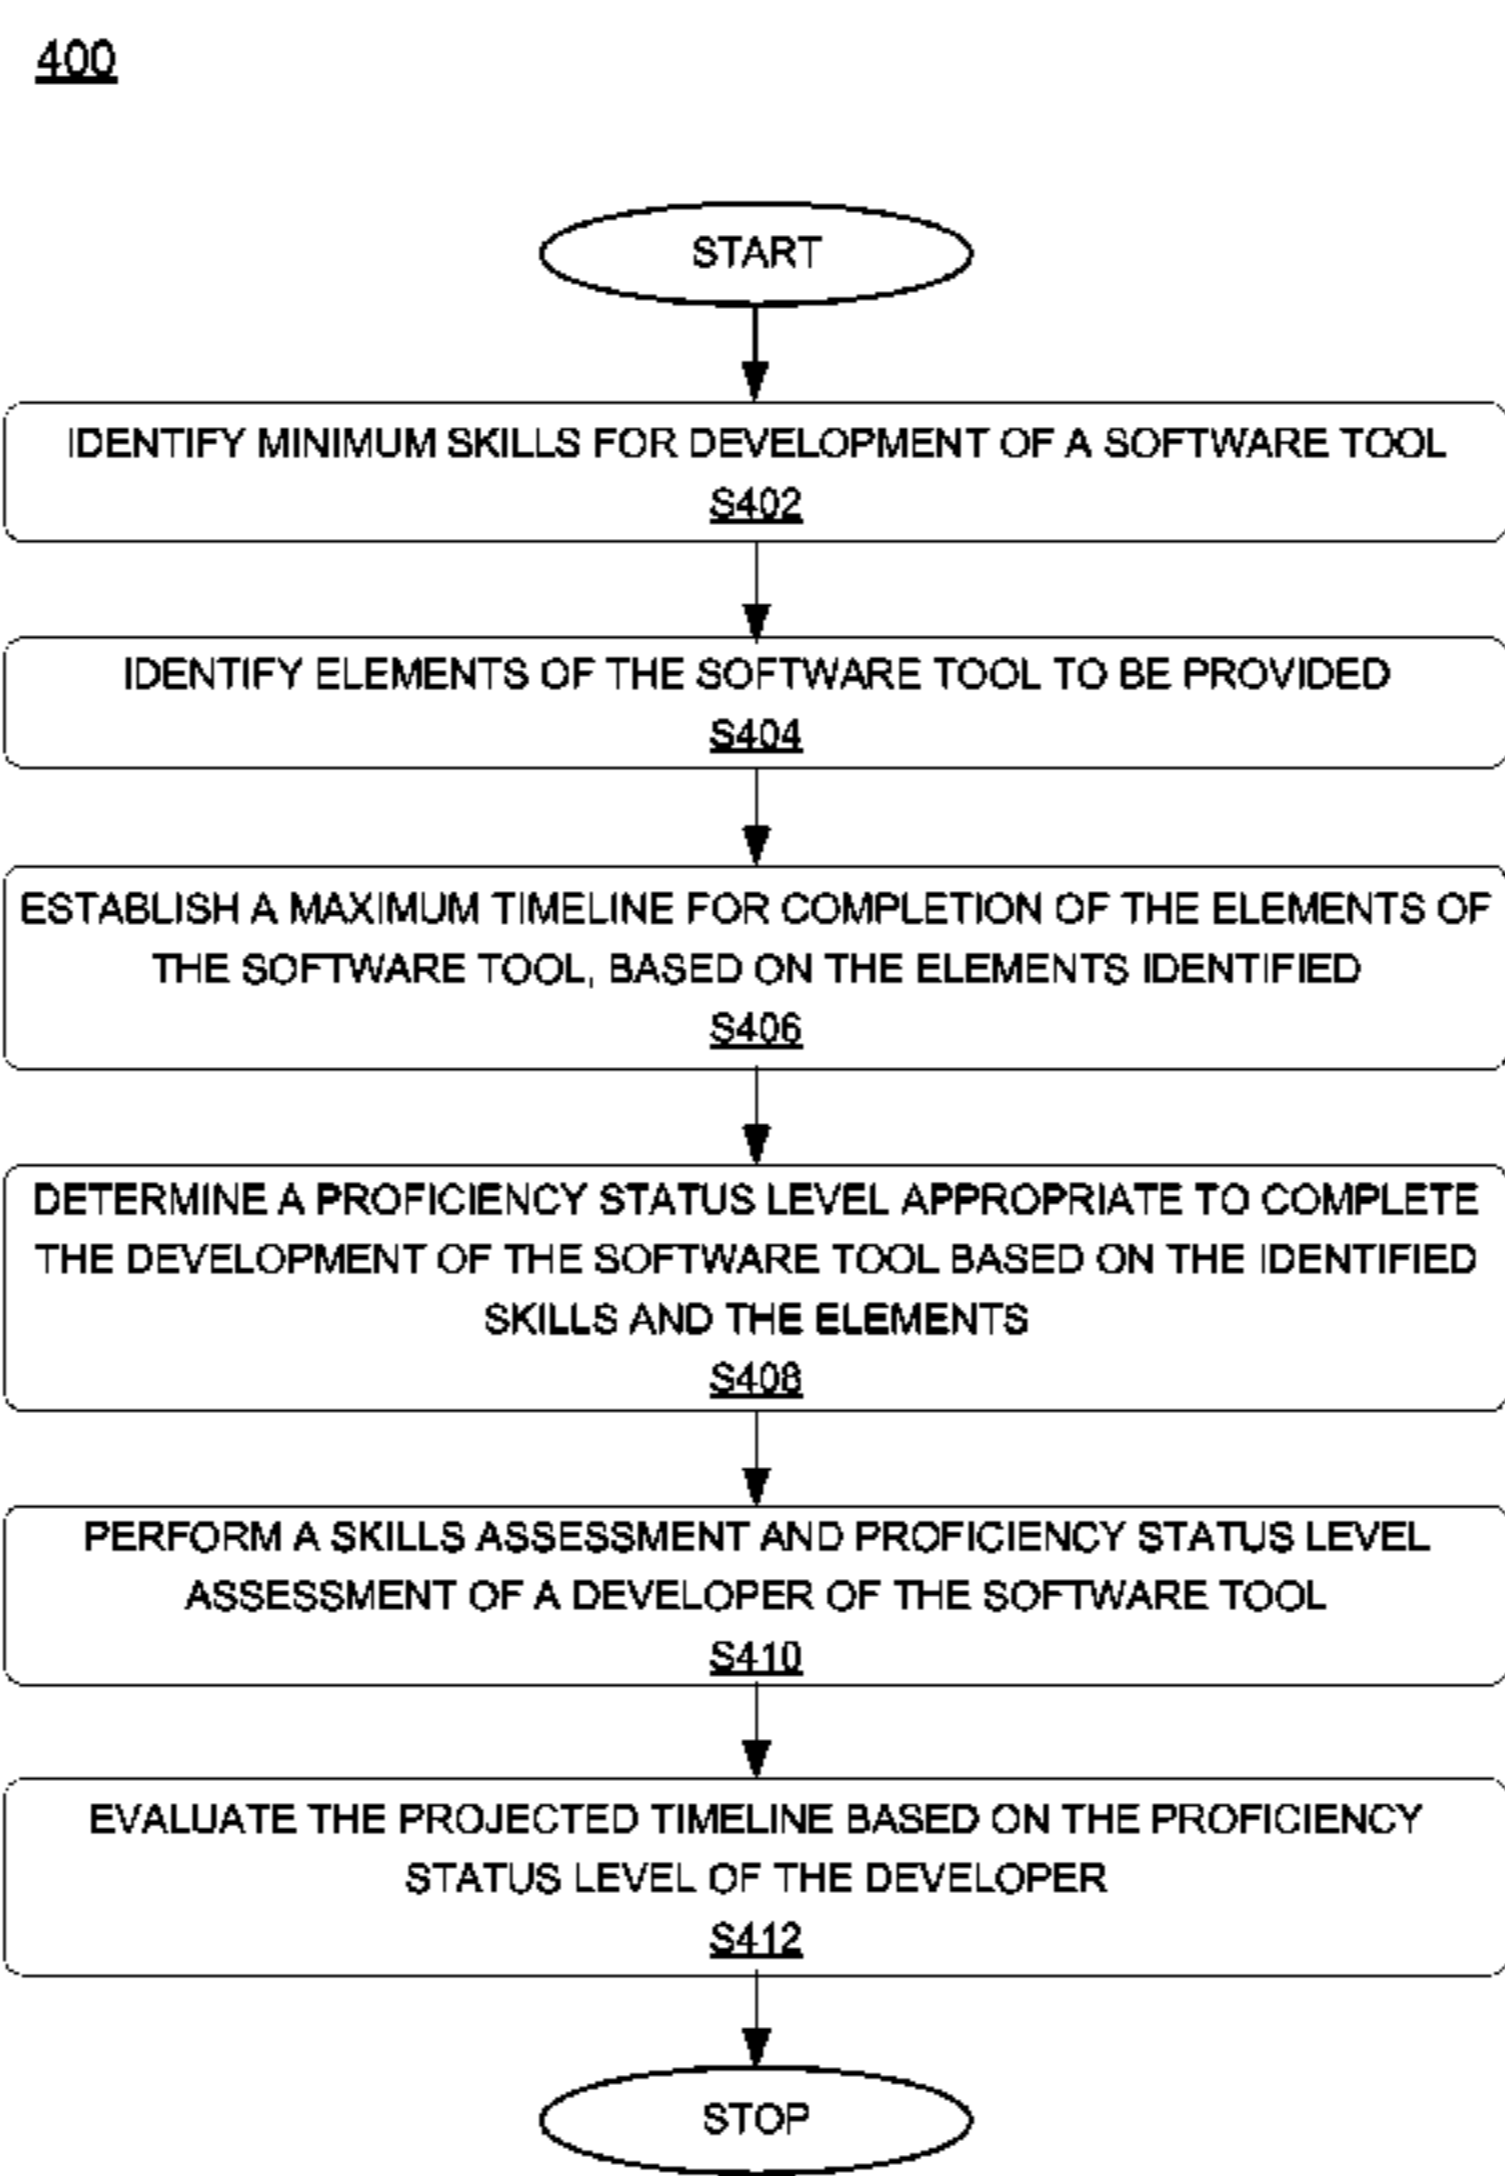 400
START
IDENTIFY MINIMUM SKILLS FOR DEVELOPMENT OF A SOFTWARE TOOL
S402
IDENTIFY ELEMENTS OF THE SOFTWARE TOOL TO BE PROVIDED
S404
ESTABLISH A MAXIMUM TIMELINE FOR COMPLETION OF THE ELEMENTS OF
THE SOFTWARE TOOL, BASED ON THE ELEMENTS IDENTIFIED
S406
DETERMINE A PROFICIENCY STATUS LEVEL APPROPRIATE TO COMPLETE
THE DEVELOPMENT OF THE SOFTWARE TOOL BASED ON THE IDENTIFIED
SKILLS AND THE ELEMENTS
S408
PERFORM A SKILLS ASSESSMENT AND PROFICIENCY STATUS LEVEL
ASSESSMENT OF A DEVELOPER OF THE SOFTWARE TOOL
S410
EVALUATE THE PROJECTED TIMELINE BASED ON THE PROFICIENCY
STATUS LEVEL OF THE DEVELOPER
S412
STOP